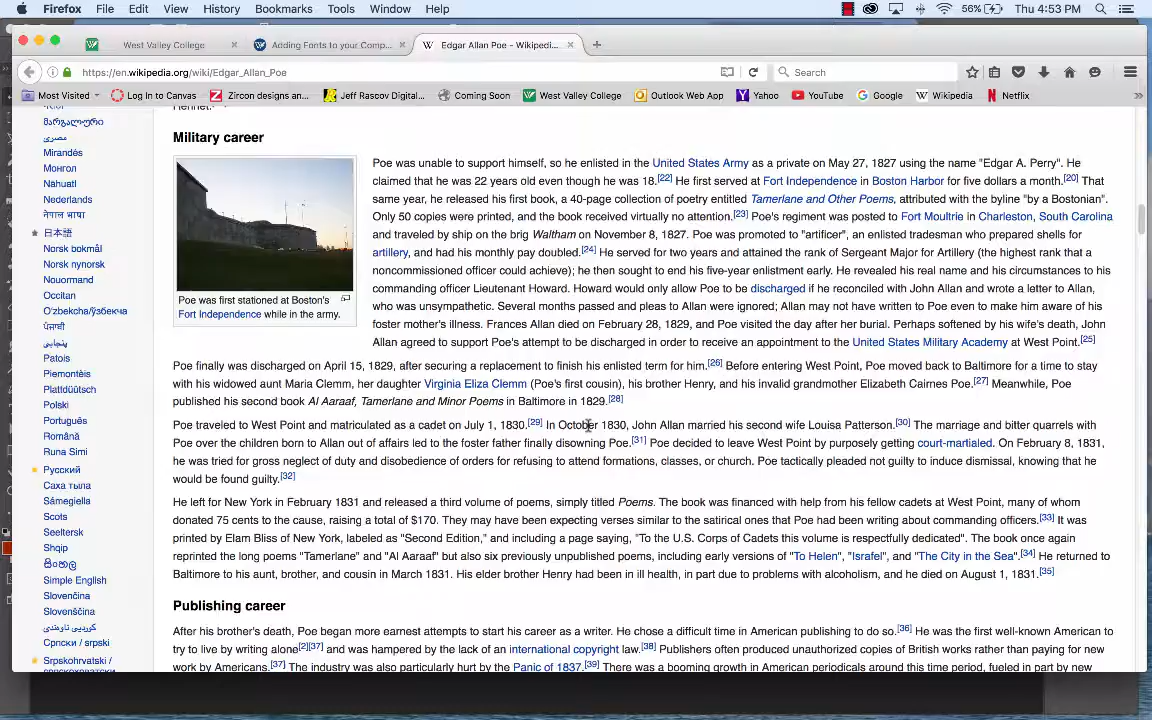 Firefox File Edit View History Bookmarks Tools Window Help 56% Thu 4:53 PM
West Valley College × Adding Fonts to your Comp... × W Edgar Allan Poe - Wikipedi... × +
https://en.wikipedia.org/wiki/Edgar_Allan_Poe Search
Most Visited Log In to Canvas Zircon designs an... Jeff Rascov Digital... Coming Soon West Valley College Outlook Web App Yahoo YouTube Google W Wikipedia Netflix »
Military career
Poe was unable to support himself, so he enlisted in the United States Army as a private on May 27, 1827 using the name "Edgar A. Perry". He
claimed that he was 22 years old even though he was 18.[22] He first served at Fort Independence in Boston Harbor for five dollars a month.[20] That
same year, he released his first book, a 40-page collection of poetry entitled Tamerlane and Other Poems, attributed with the byline "by a Bostonian".
Only 50 copies were printed, and the book received virtually no attention.[23] Poe's regiment was posted to Fort Moultrie in Charleston, South Carolina
and traveled by ship on the brig Waltham on November 8, 1827. Poe was promoted to "artificer", an enlisted tradesman who prepared shells for
artillery, and had his monthly pay doubled.[24] He served for two years and attained the rank of Sergeant Major for Artillery (the highest rank that a
noncommissioned officer could achieve); he then sought to end his five-year enlistment early. He revealed his real name and his circumstances to his
commanding officer Lieutenant Howard. Howard would only allow Poe to be discharged if he reconciled with John Allan and wrote a letter to Allan,
who was unsympathetic. Several months passed and pleas to Allan were ignored; Allan may not have written to Poe even to make him aware of his
foster mother's illness. Frances Allan died on February 28, 1829, and Poe visited the day after her burial. Perhaps softened by his wife's death, John
Allan agreed to support Poe's attempt to be discharged in order to receive an appointment to the United States Military Academy at West Point.[25]
Poe was first stationed at Boston's
Fort Independence while in the army.
Poe finally was discharged on April 15, 1829, after securing a replacement to finish his enlisted term for him.[26] Before entering West Point, Poe moved back to Baltimore for a time to stay
with his widowed aunt Maria Clemm, her daughter Virginia Eliza Clemm (Poe's first cousin), his brother Henry, and his invalid grandmother Elizabeth Cairnes Poe.[27] Meanwhile, Poe
published his second book Al Aaraaf, Tamerlane and Minor Poems in Baltimore in 1829.[28]
Poe traveled to West Point and matriculated as a cadet on July 1, 1830.[29] In October 1830, John Allan married his second wife Louisa Patterson.[30] The marriage and bitter quarrels with
Poe over the children born to Allan out of affairs led to the foster father finally disowning Poe.[31] Poe decided to leave West Point by purposely getting court-martialed. On February 8, 1831,
he was tried for gross neglect of duty and disobedience of orders for refusing to attend formations, classes, or church. Poe tactically pleaded not guilty to induce dismissal, knowing that he
would be found guilty.[32]
He left for New York in February 1831 and released a third volume of poems, simply titled Poems. The book was financed with help from his fellow cadets at West Point, many of whom
donated 75 cents to the cause, raising a total of $170. They may have been expecting verses similar to the satirical ones that Poe had been writing about commanding officers.[33] It was
printed by Elam Bliss of New York, labeled as "Second Edition," and including a page saying, "To the U.S. Corps of Cadets this volume is respectfully dedicated". The book once again
reprinted the long poems "Tamerlane" and "Al Aaraaf" but also six previously unpublished poems, including early versions of "To Helen", "Israfel", and "The City in the Sea".[34] He returned to
Baltimore to his aunt, brother, and cousin in March 1831. His elder brother Henry had been in ill health, in part due to problems with alcoholism, and he died on August 1, 1831.[35]
Publishing career
After his brother's death, Poe began more earnest attempts to start his career as a writer. He chose a difficult time in American publishing to do so.[36] He was the first well-known American to
try to live by writing alone[2][37] and was hampered by the lack of an international copyright law.[38] Publishers often produced unauthorized copies of British works rather than paying for new
work by Americans.[37] The industry was also particularly hurt by the Panic of 1837.[39] There was a booming growth in American periodicals around this time period, fueled in part by new
მარგალური
مصرى
Mirandés
Монгол
Nāhuatl
Nederlands
नेपाल भाषा
日本語
Norsk bokmål
Norsk nynorsk
Nouormand
Occitan
Oʻzbekcha/ўзбекча
ਪੰਜਾਬੀ
پنجابی
Patois
Piemontèis
Plattdüütsch
Polski
Português
Română
Runa Simi
Русский
Саха тыла
Sámegiella
Scots
Seeltersk
Shqip
සිංහල
Simple English
Slovenčina
Slovenščina
کوردیی ناوەندی
Српски / srpski
Srpskohrvatski /